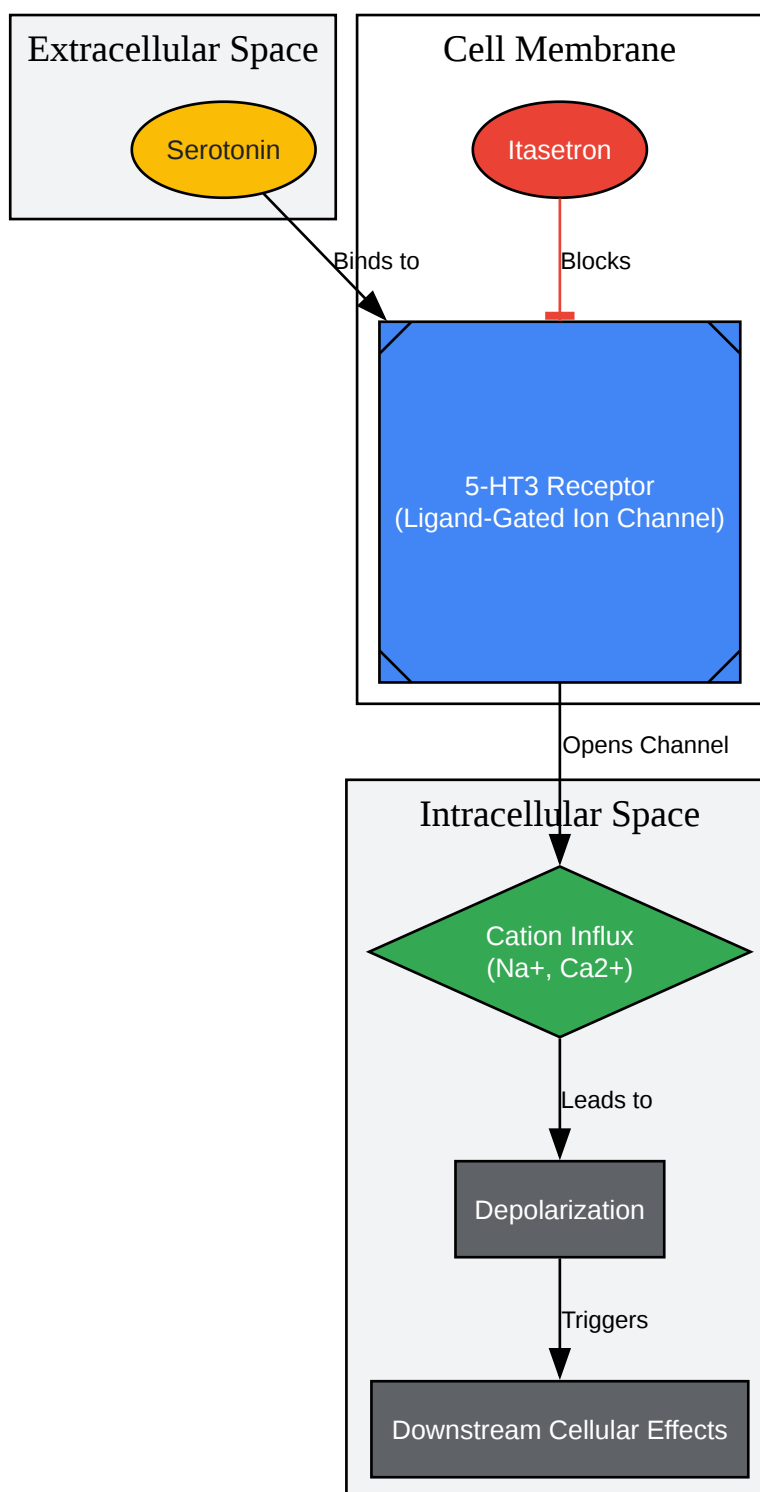 Extracellular Space
Cell Membrane
Serotonin
Itasetron
Binds to
Blocks
5-HT3 Receptor
(Ligand-Gated Ion Channel)
Opens Channel
Intracellular Space
Cation Influx
(Na+, Ca2+)
Leads to
Depolarization
Triggers
Downstream Cellular Effects